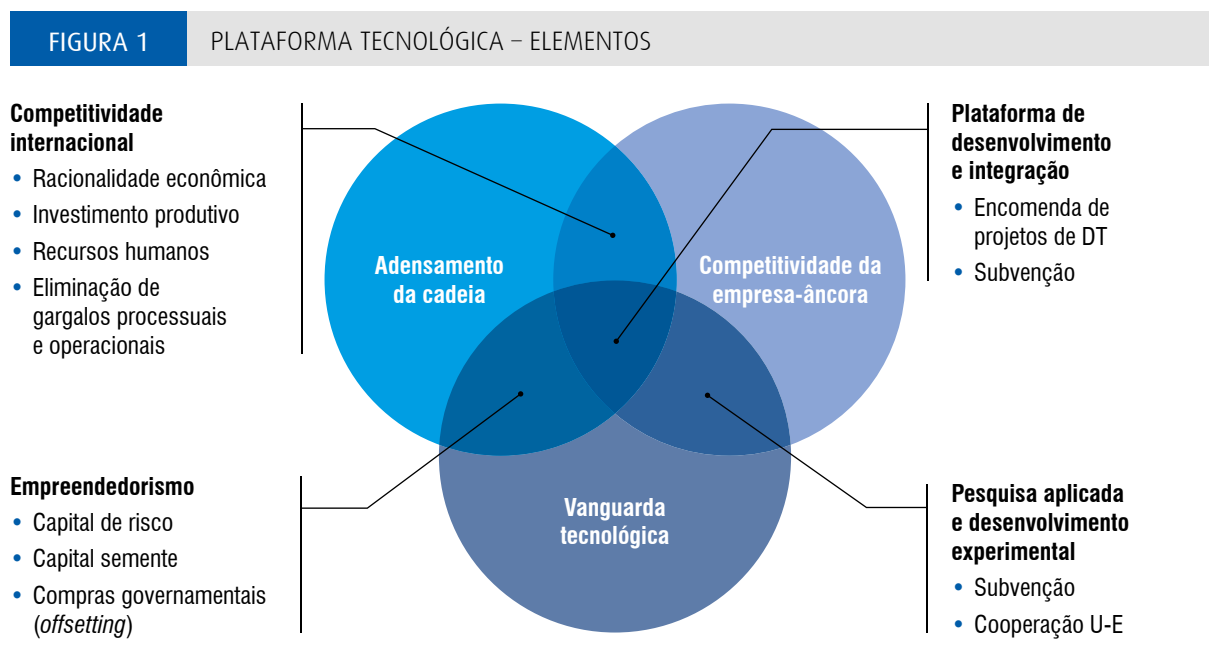 FIGURA 1
PLATAFORMA TECNOLÓGICA – ELEMENTOS
Competitividade
internacional
• Racionalidade econômica
• Investimento produtivo
• Recursos humanos
• Eliminação de
gargalos processuais
e operacionais
Adensamento
da cadeia
Competitividade da
empresa-âncora
Plataforma de
desenvolvimento
e integração
• Encomenda de
projetos de DT
• Subvenção
Empreendedorismo
• Capital de risco
• Capital semente
• Compras governamentais
(offsetting)
Vanguarda
tecnológica
Pesquisa aplicada
e desenvolvimento
experimental
• Subvenção
• Cooperação U-E